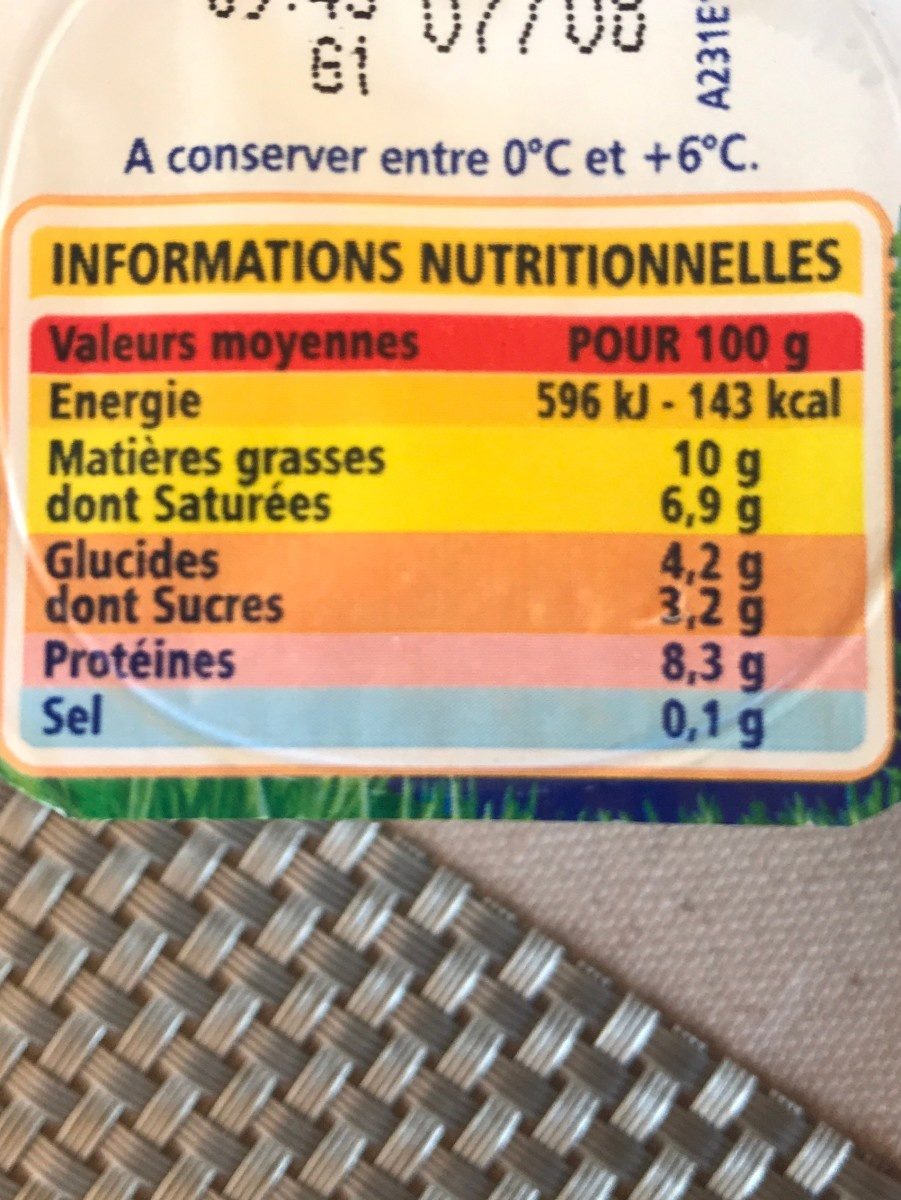 07/08
G1
A231E
A conserver entre 0°C et +6°C.
INFORMATIONS NUTRITIONNELLES
Valeurs moyennes POUR 100 g
Energie 596 kJ - 143 kcal
Matières grasses 10 g
dont Saturées 6,9 g
Glucides 4,2 g
dont Sucres 3,2 g
Protéines 8,3 g
Sel 0,1 g